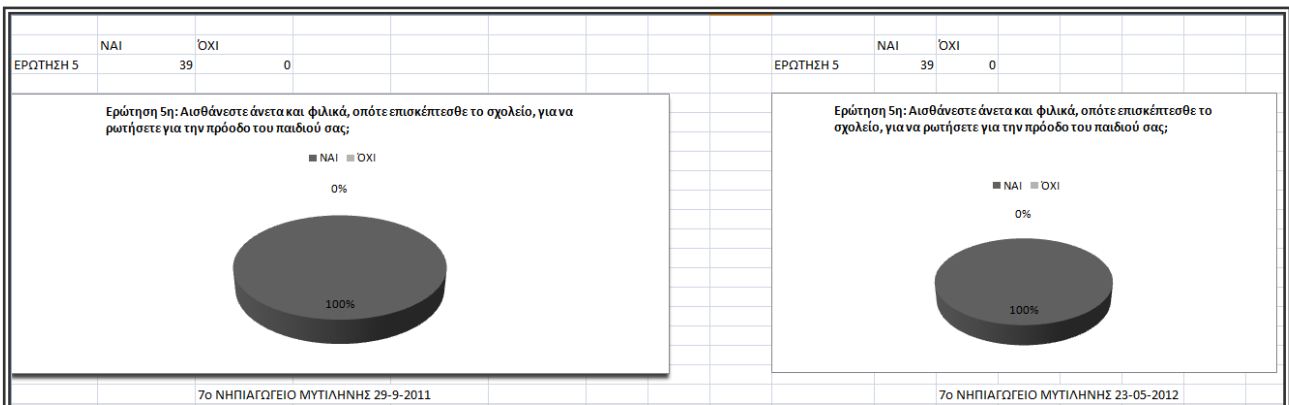 ΝΑΙ ΌΧΙ
ΕΡΩΤΗΣΗ 5 39 0
Ερώτηση 5η: Αισθάνεστε άνετα και φιλικά, οπότε επισκέπτεσθε το σχολείο, για να
ρωτήσετε για την πρόοδο του παιδιού σας;
ΝΑΙ ΌΧΙ
0%
100%
7ο ΝΗΠΙΑΓΩΓΕΙΟ ΜΥΤΙΛΗΝΗΣ 29-9-2011
ΝΑΙ ΌΧΙ
ΕΡΩΤΗΣΗ 5 39 0
Ερώτηση 5η: Αισθάνεστε άνετα και φιλικά, οπότε επισκέπτεσθε το
σχολείο, για να ρωτήσετε για την πρόοδο του παιδιού σας;
ΝΑΙ ΌΧΙ
0%
100%
7ο ΝΗΠΙΑΓΩΓΕΙΟ ΜΥΤΙΛΗΝΗΣ 23-05-2012